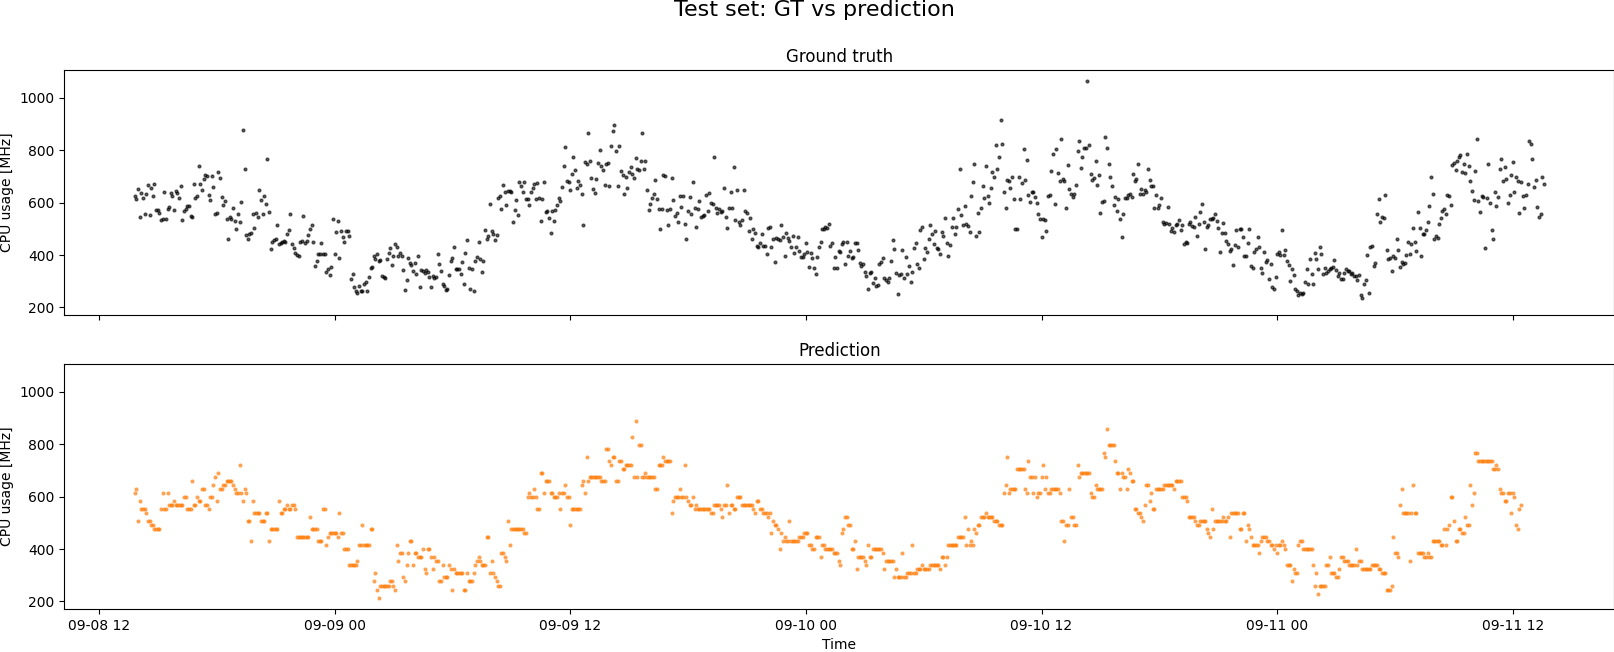 Test set: GT vs prediction
Ground truth
CPU usage [MHz]
1000
800
600
400
200
Prediction
CPU usage [MHz]
1000
800
600
400
200
09-08 12
09-09 00
09-09 12
09-10 00
09-10 12
09-11 00
09-11 12
Time